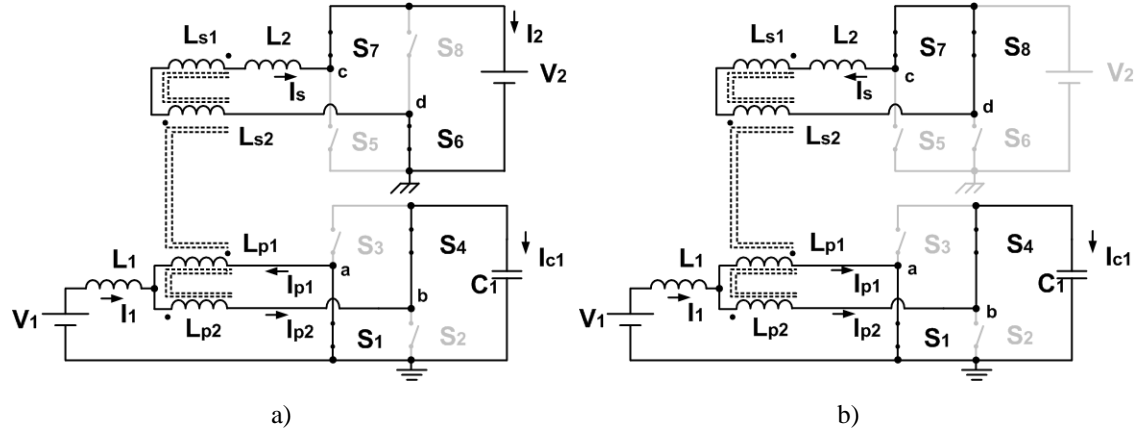 Ls1
L2
S7
S8
I2
V2
c
Is
d
Ls2
S5
S6
Lp1
S3
S4
Ic1
L1
a
Ip1
C1
b
V1
I1
Lp2
Ip2
S1
S2
a)
Ls1
L2
S7
S8
V2
c
Is
d
Ls2
S5
S6
Lp1
S3
S4
Ic1
L1
a
Ip1
C1
b
V1
I1
Lp2
Ip2
S1
S2
b)